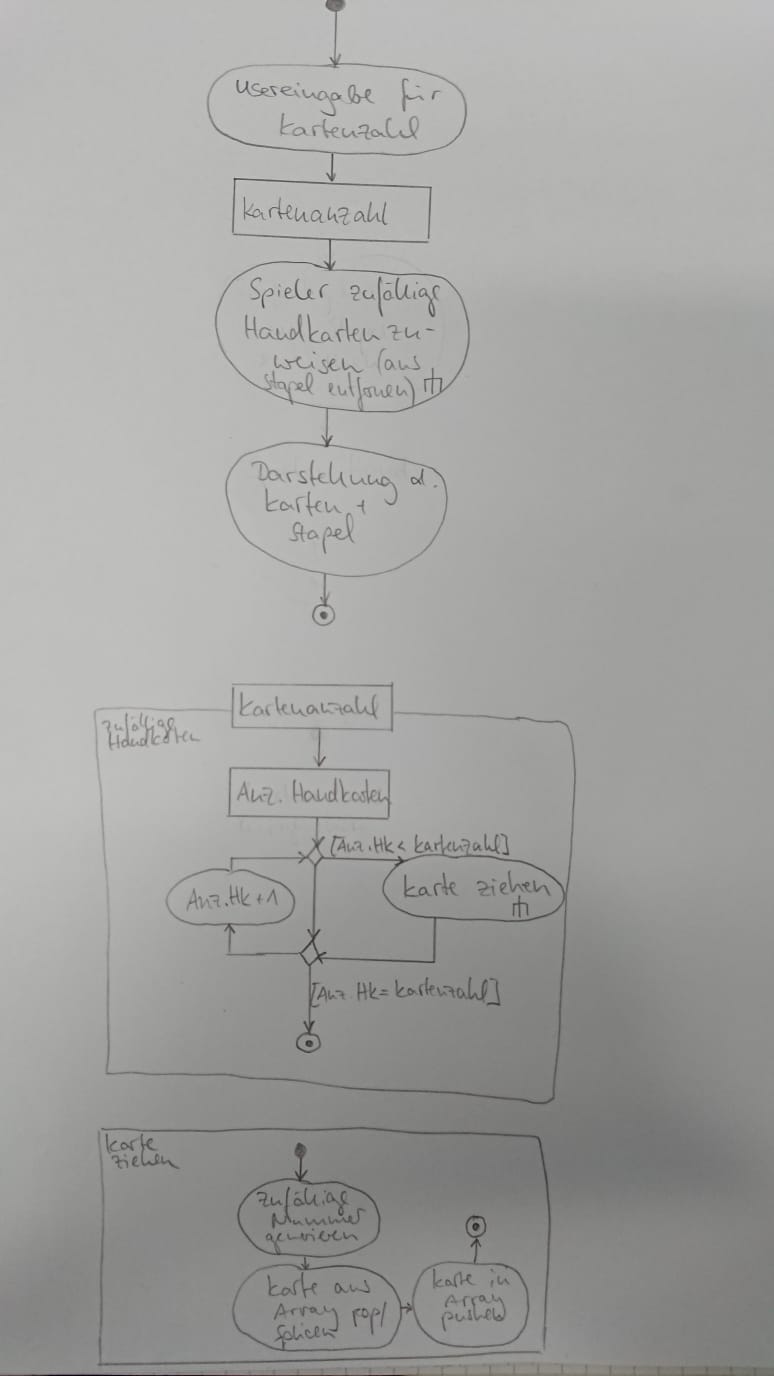 Usereingabe für
Kartenzahl
Kartenanzahl
Spieler zufällige
Handkarten zu-
weisen (aus
Stapel entfernen)
Darstellung d.
Karten +
Stapel
Kartenanzahl
zufällige
Handkarten
Anz. Handkarten
[Anz.Hk < Kartenzahl]
Anz.Hk+1
Karte ziehen
[Anz.Hk=Kartenzahl]
Karte
ziehen
zufällige
Nummer
generieren
Karte aus
Array pop/
splicen
Karte in
Array
pushen